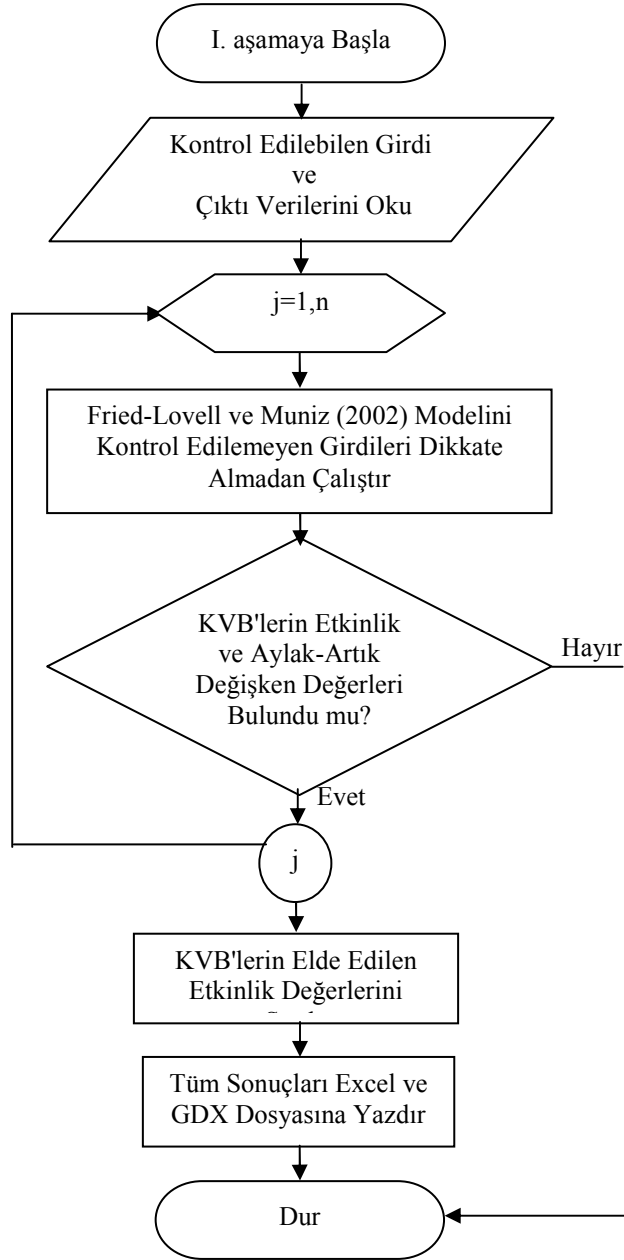 I. aşamaya Başla
Kontrol Edilebilen Girdi
ve
Çıktı Verilerini Oku
j=1,n
Fried-Lovell ve Muniz (2002) Modelini
Kontrol Edilemeyen Girdileri Dikkate
Almadan Çalıştır
KVB'lerin Etkinlik
ve Aylak-Artık
Değişken Değerleri
Bulundu mu?
Hayır
Evet
j
KVB'lerin Elde Edilen
Etkinlik Değerlerini
Tüm Sonuçları Excel ve
GDX Dosyasına Yazdır
Dur